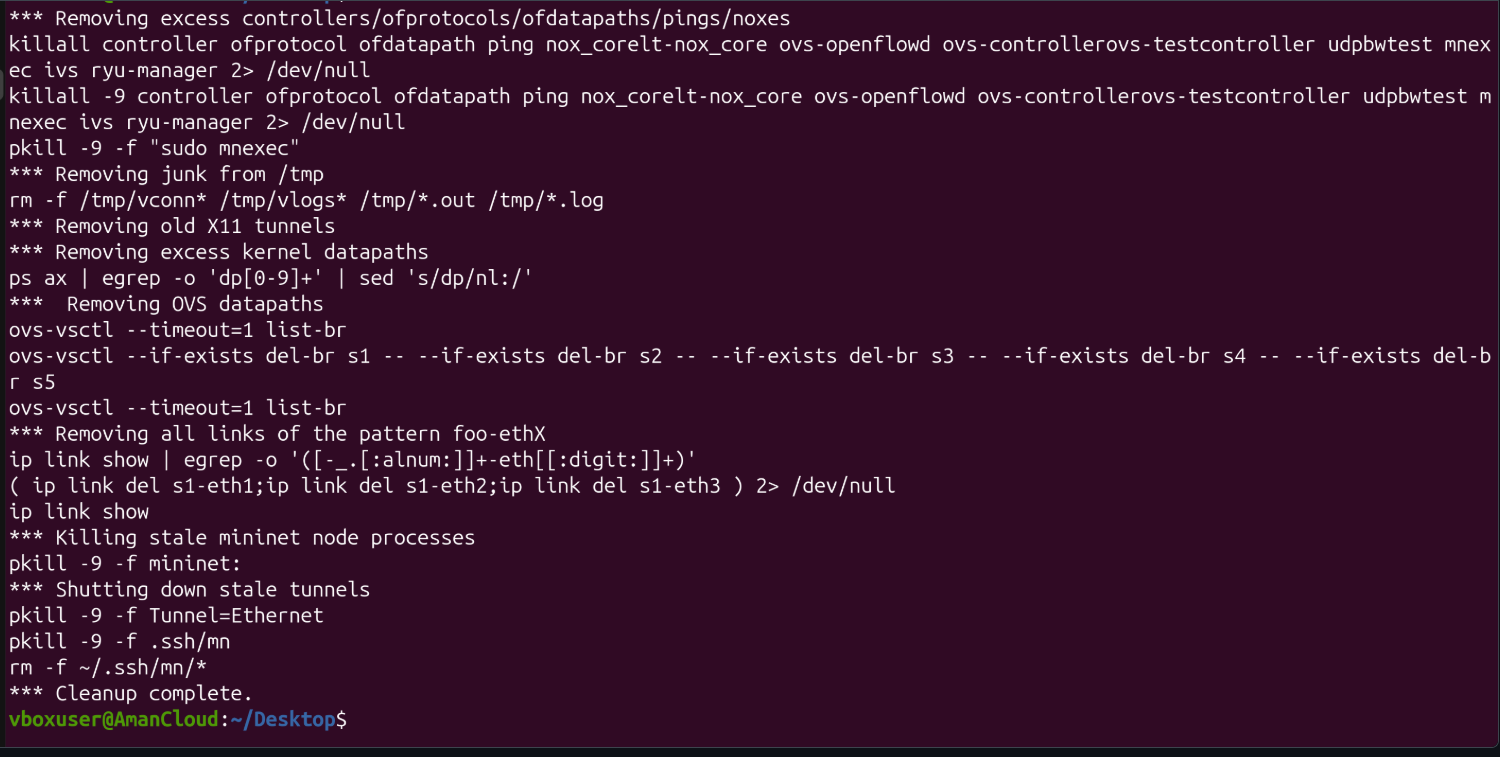 *** Removing excess controllers/ofprotocols/ofdatapaths/pings/noxes
killall controller ofprotocol ofdatapath ping nox_corelt-nox_core ovs-openflowd ovs-controllerovs-testcontroller udpbwtest mnex
ec ivs ryu-manager 2> /dev/null
killall -9 controller ofprotocol ofdatapath ping nox_corelt-nox_core ovs-openflowd ovs-controllerovs-testcontroller udpbwtest m
nexec ivs ryu-manager 2> /dev/null
pkill -9 -f "sudo mnexec"
*** Removing junk from /tmp
rm -f /tmp/vconn* /tmp/vlogs* /tmp/*.out /tmp/*.log
*** Removing old X11 tunnels
*** Removing excess kernel datapaths
ps ax | egrep -o 'dp[0-9]+' | sed 's/dp/nl:/'
***  Removing OVS datapaths
ovs-vsctl --timeout=1 list-br
ovs-vsctl --if-exists del-br s1 -- --if-exists del-br s2 -- --if-exists del-br s3 -- --if-exists del-br s4 -- --if-exists del-b
r s5
ovs-vsctl --timeout=1 list-br
*** Removing all links of the pattern foo-ethX
ip link show | egrep -o '([-_.[:alnum:]]+-eth[[:digit:]]+)'
( ip link del s1-eth1;ip link del s1-eth2;ip link del s1-eth3 ) 2> /dev/null
ip link show
*** Killing stale mininet node processes
pkill -9 -f mininet:
*** Shutting down stale tunnels
pkill -9 -f Tunnel=Ethernet
pkill -9 -f .ssh/mn
rm -f ~/.ssh/mn/*
*** Cleanup complete.
vboxuser@AmanCloud:~/Desktop$